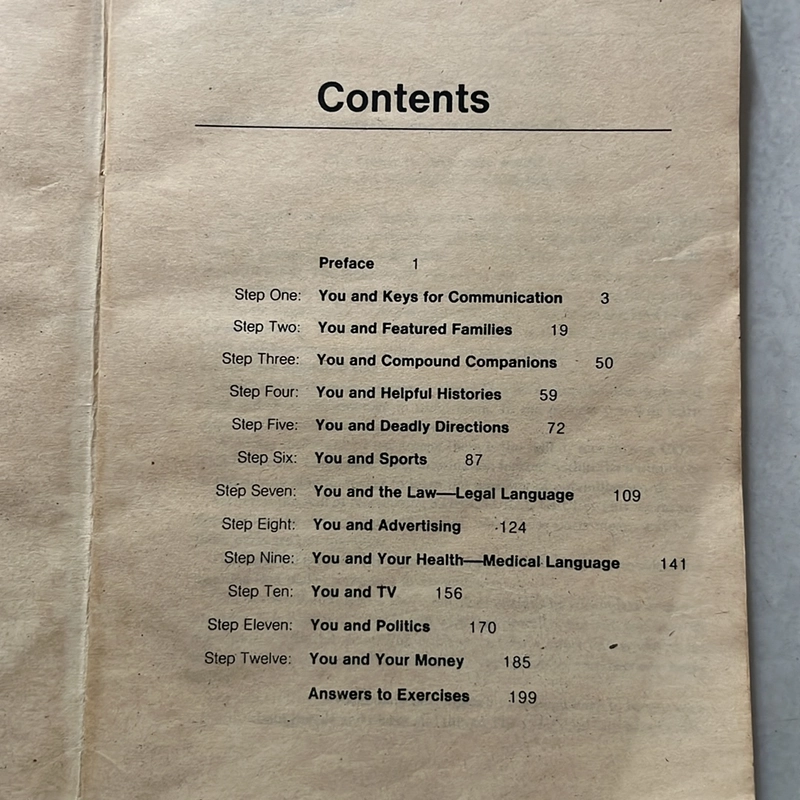 Contents
Preface 1
Step One: You and Keys for Communication 3
Step Two: You and Featured Families 19
Step Three: You and Compound Companions 50
Step Four: You and Helpful Histories 59
Step Five: You and Deadly Directions 72
Step Six: You and Sports 87
Step Seven: You and the Law—Legal Language 109
Step Eight: You and Advertising 124
Step Nine: You and Your Health—Medical Language 141
Step Ten: You and TV 156
Step Eleven: You and Politics 170
Step Twelve: You and Your Money 185
Answers to Exercises 199